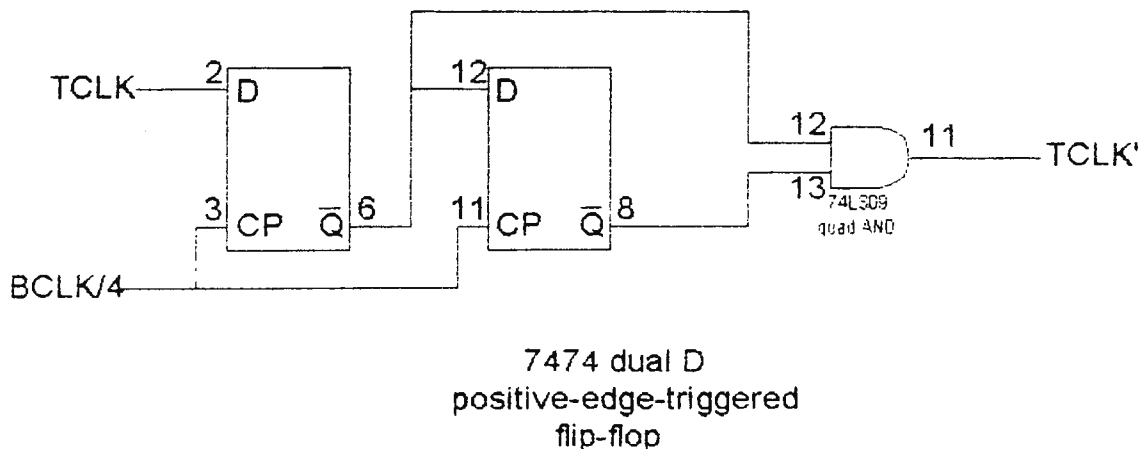 TCLK
2
D
3
CP
Q
6
12
D
11
CP
Q
8
12
13
11
TCLK'
74LS09
quad AND
BCLK/4
7474 dual D
positive-edge-triggered
flip-flop